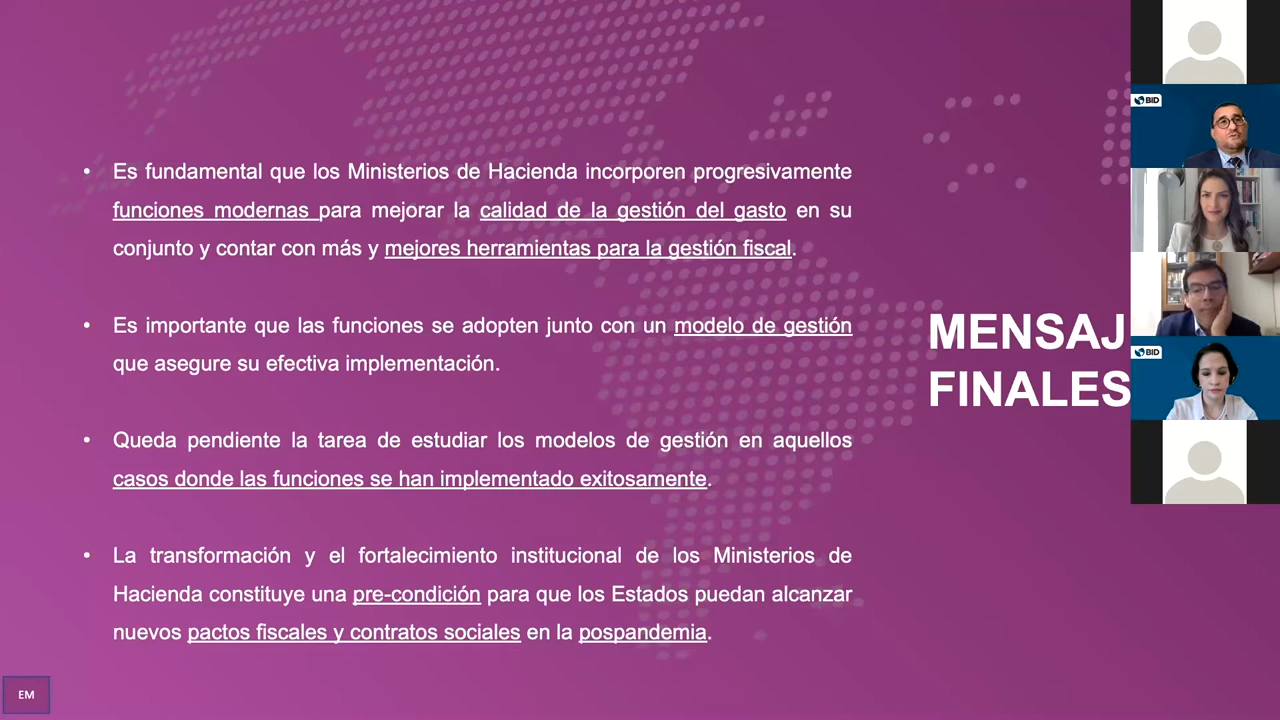 • Es fundamental que los Ministerios de Hacienda incorporen progresivamente
funciones modernas para mejorar la calidad de la gestión del gasto en su
conjunto y contar con más y mejores herramientas para la gestión fiscal.
• Es importante que las funciones se adopten junto con un modelo de gestión
que asegure su efectiva implementación.
• Queda pendiente la tarea de estudiar los modelos de gestión en aquellos
casos donde las funciones se han implementado exitosamente.
• La transformación y el fortalecimiento institucional de los Ministerios de
Hacienda constituye una pre-condición para que los Estados puedan alcanzar
nuevos pactos fiscales y contratos sociales en la pospandemia.
MENSAJ
FINALES
BID
BID
EM